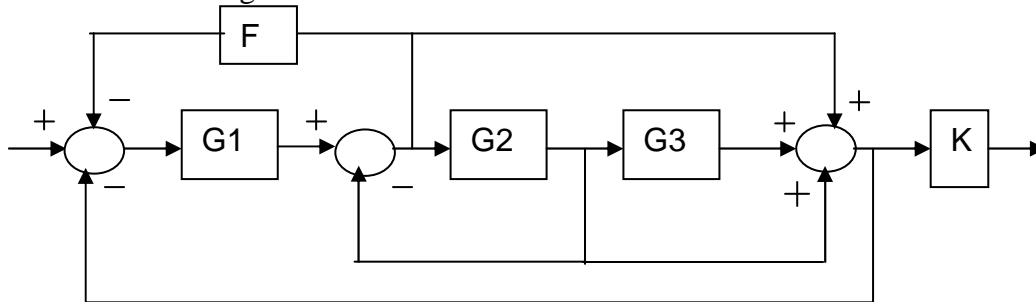 F
+ − +
G1 + G2 G3 + K
− − +